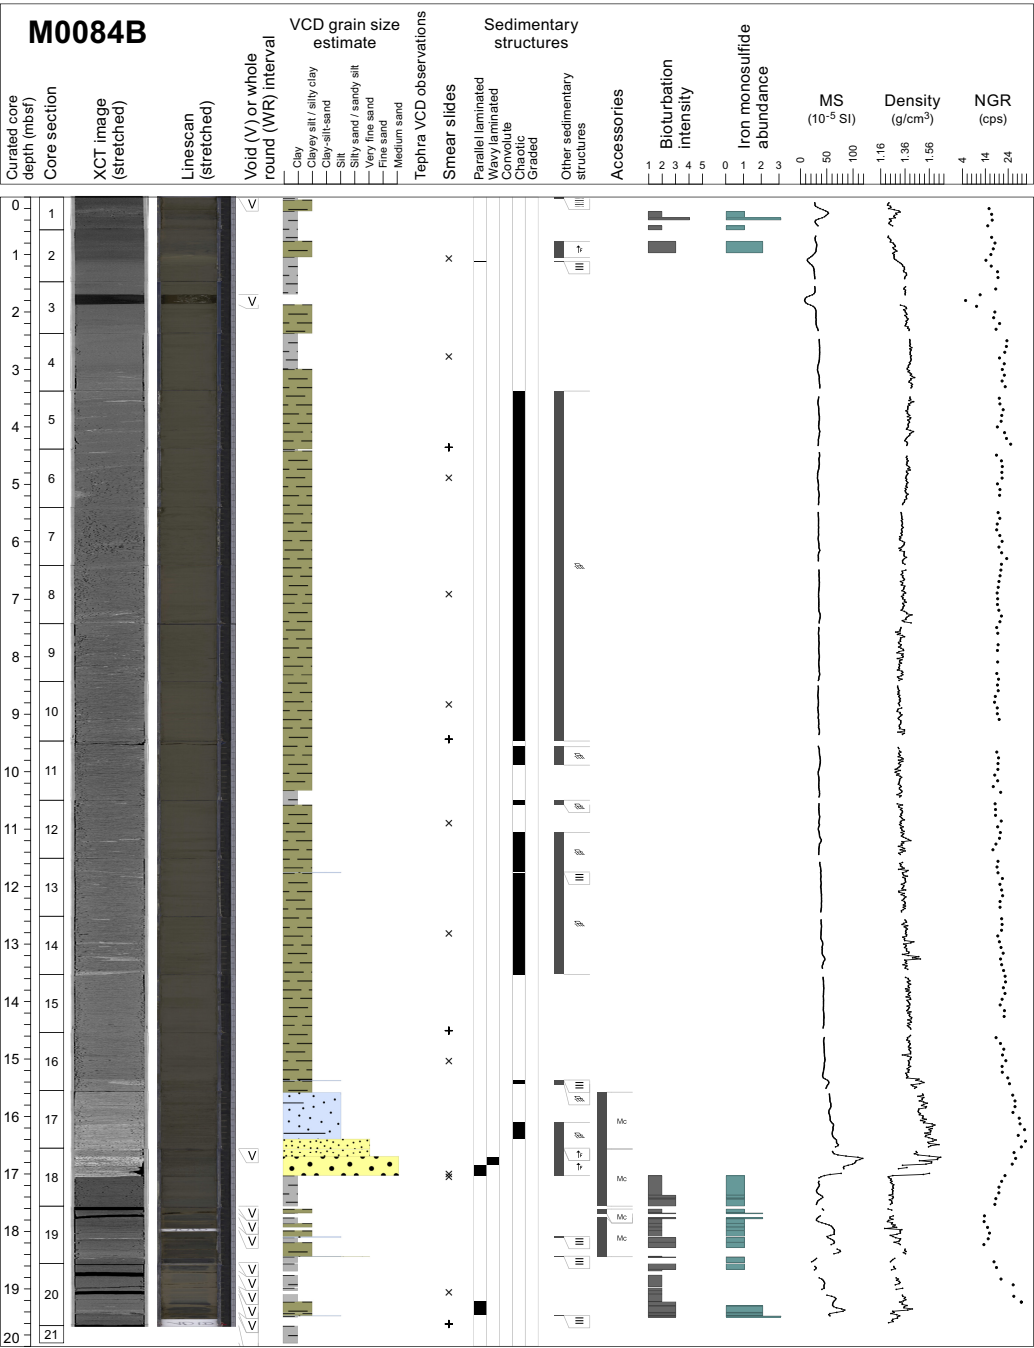 M0084B
Curated core
depth (mbsf)
Core section
XCT image
(stretched)
Linescan
(stretched)
Void (V) or whole
round (WR) interval
VCD grain size
estimate
Clay
Clayey silt / silty clay
Clay-silt-sand
Silt
Silty sand / sandy silt
Very fine sand
Fine sand
Medium sand
Tephra VCD observations
Smear slides
Sedimentary
structures
Parallel laminated
Wavy laminated
Convolute
Chaotic
Graded
Other sedimentary
structures
Accessories
Bioturbation
intensity
1 2 3 4 5
Iron monosulfide
abundance
0 1 2 3
MS
(10-5 SI)
0 50 100
Density
(g/cm3)
1.16 1.36 1.56
NGR
(cps)
4 14 24
0
1
2
3
4
5
6
7
8
9
10
11
12
13
14
15
16
17
18
19
20
1
2
3
4
5
6
7
8
9
10
11
12
13
14
15
16
17
18
19
20
21
V
V
V
V
V
V
V
V
V
V
V
Mc
Mc
Mc
Mc
VOID